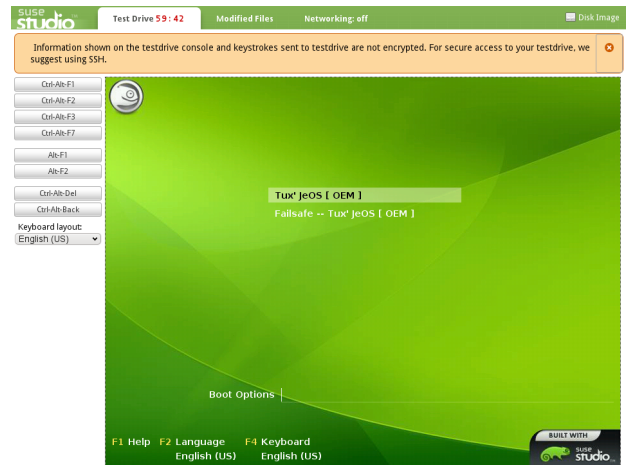 suse
studio
Test Drive 59:42
Modified Files
Networking: off
Disk Image
Information shown on the testdrive console and keystrokes sent to testdrive are not encrypted. For secure access to your testdrive, we
suggest using SSH.
Ctrl-Alt-F1
Ctrl-Alt-F2
Ctrl-Alt-F3
Ctrl-Alt-F7
Alt-F1
Alt-F2
Ctrl-Alt-Del
Ctrl-Alt-Back
Keyboard layout:
English (US)
Tux' JeOS [ OEM ]
Failsafe -- Tux' JeOS [ OEM ]
Boot Options
F1 Help F2 Language F4 Keyboard
English (US) English (US)
BUILT WITH
suse
studio